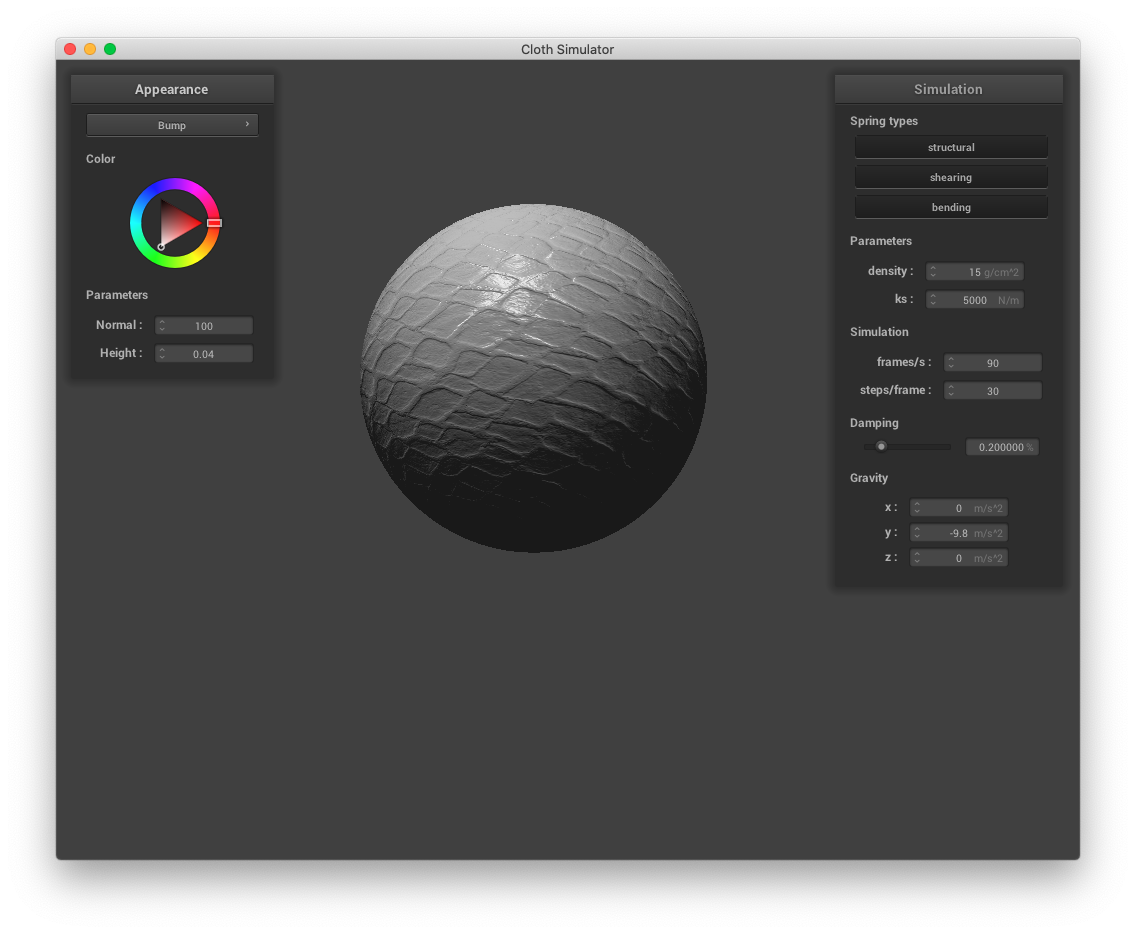 Cloth Simulator
Appearance
Bump
Color
Parameters
Normal : 100
Height : 0.04
Simulation
Spring types
structural
shearing
bending
Parameters
density : 15 g/cm^2
ks : 5000 N/m
Simulation
frames/s : 90
steps/frame : 30
Damping
0.200000 %
Gravity
x : 0 m/s^2
y : -9.8 m/s^2
z : 0 m/s^2